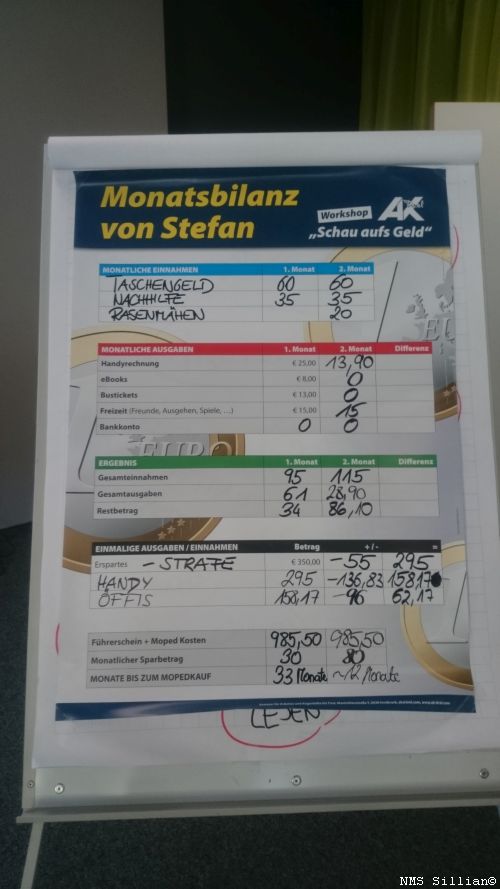 Monatsbilanz
von Stefan
Workshop AK Tirol
„Schau aufs Geld“
MONATLICHE EINNAHMEN 1. Monat 2. Monat
TASCHENGELD 60 60
NACHHILFE 35 35
RASENMÄHEN 20
MONATLICHE AUSGABEN 1. Monat 2. Monat Differenz
Handyrechnung € 25,00 13,90
eBooks € 8,00 0
Bustickets € 13,00 0
Freizeit (Freunde, Ausgehen, Spiele, …) € 15,00 15
Bankkonto 0 0
EURO
ERGEBNIS 1. Monat 2. Monat Differenz
Gesamteinnahmen 95 115
Gesamtausgaben 61 28,90
Restbetrag 34 86,10
EINMALIGE AUSGABEN / EINNAHMEN Betrag + / - =
Erspartes - STRAFE € 350,00 -55 295
HANDY 295 -136,83 158,17
ÖFFIS 158,17 -96 62,17
Führerschein + Moped Kosten 985,50 985,50
Monatlicher Sparbetrag 30 80
MONATE BIS ZUM MOPEDKAUF 33 Monate ~12 Monate
LESEN
NMS Sillian©